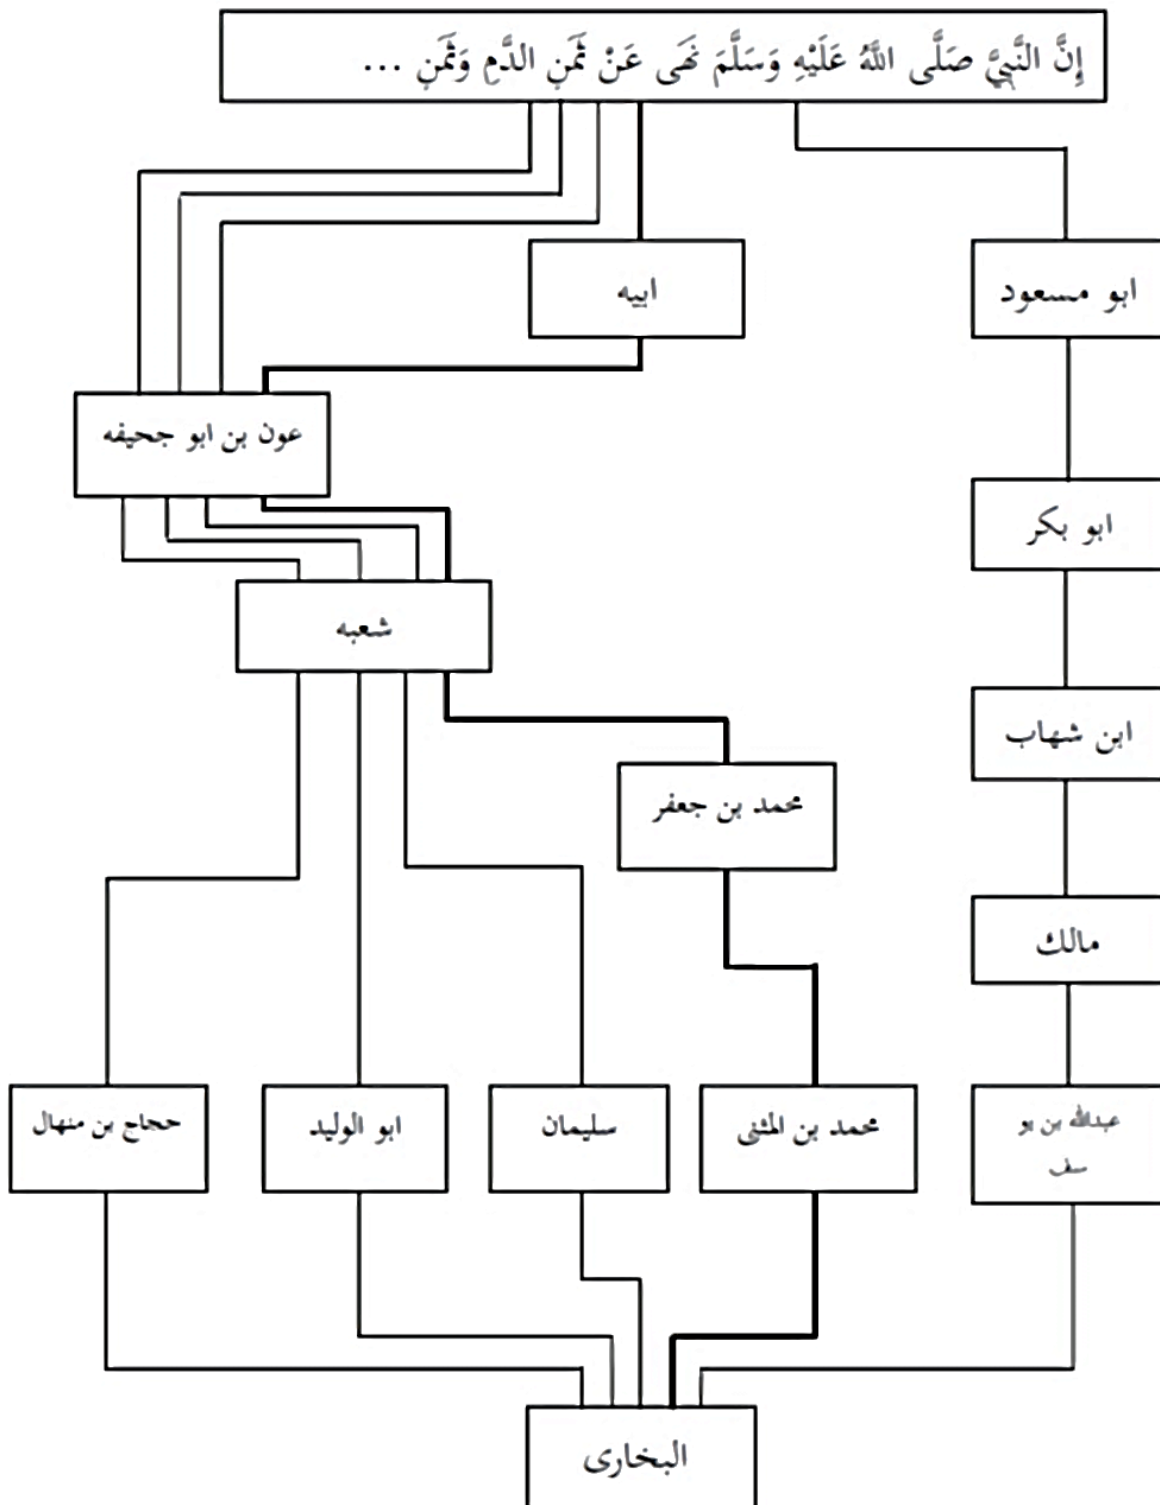 إِنَّ النَّبِيَّ صَلَّى اللَّهُ عَلَيْهِ وَسَلَّمَ نَهَى عَنْ ثَمَنِ الدَّمِ وَثَمَنِ ...
ابيه
ابو مسعود
عون بن ابو جحيفه
ابو بكر
شعبه
ابن شهاب
محمد بن جعفر
مالك
حجاج بن منهال
ابو الوليد
سليمان
محمد بن المثنى
عبدالله بن يو
سف
البخارى